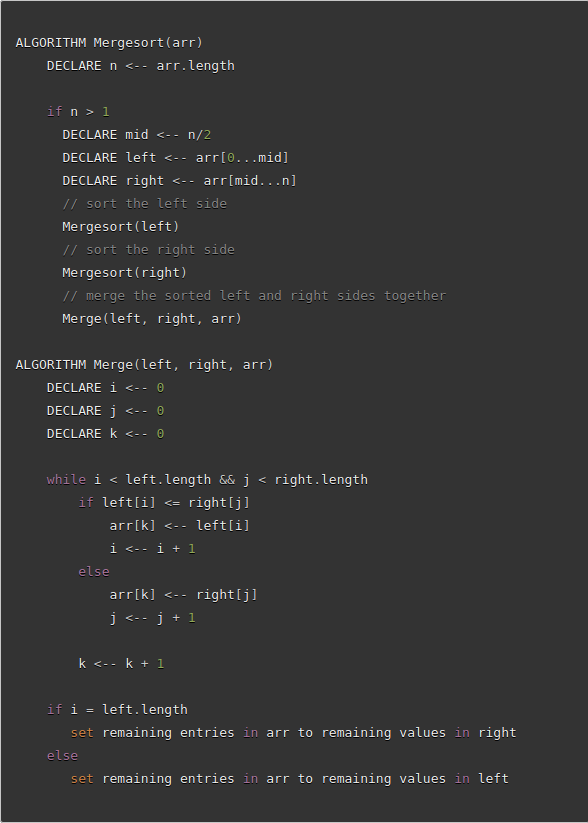 ALGORITHM Mergesort(arr)
    DECLARE n <-- arr.length

    if n > 1
      DECLARE mid <-- n/2
      DECLARE left <-- arr[0...mid]
      DECLARE right <-- arr[mid...n]
      // sort the left side
      Mergesort(left)
      // sort the right side
      Mergesort(right)
      // merge the sorted left and right sides together
      Merge(left, right, arr)

ALGORITHM Merge(left, right, arr)
    DECLARE i <-- 0
    DECLARE j <-- 0
    DECLARE k <-- 0

    while i < left.length && j < right.length
        if left[i] <= right[j]
            arr[k] <-- left[i]
            i <-- i + 1
        else
            arr[k] <-- right[j]
            j <-- j + 1

        k <-- k + 1

    if i = left.length
       set remaining entries in arr to remaining values in right
    else
       set remaining entries in arr to remaining values in left